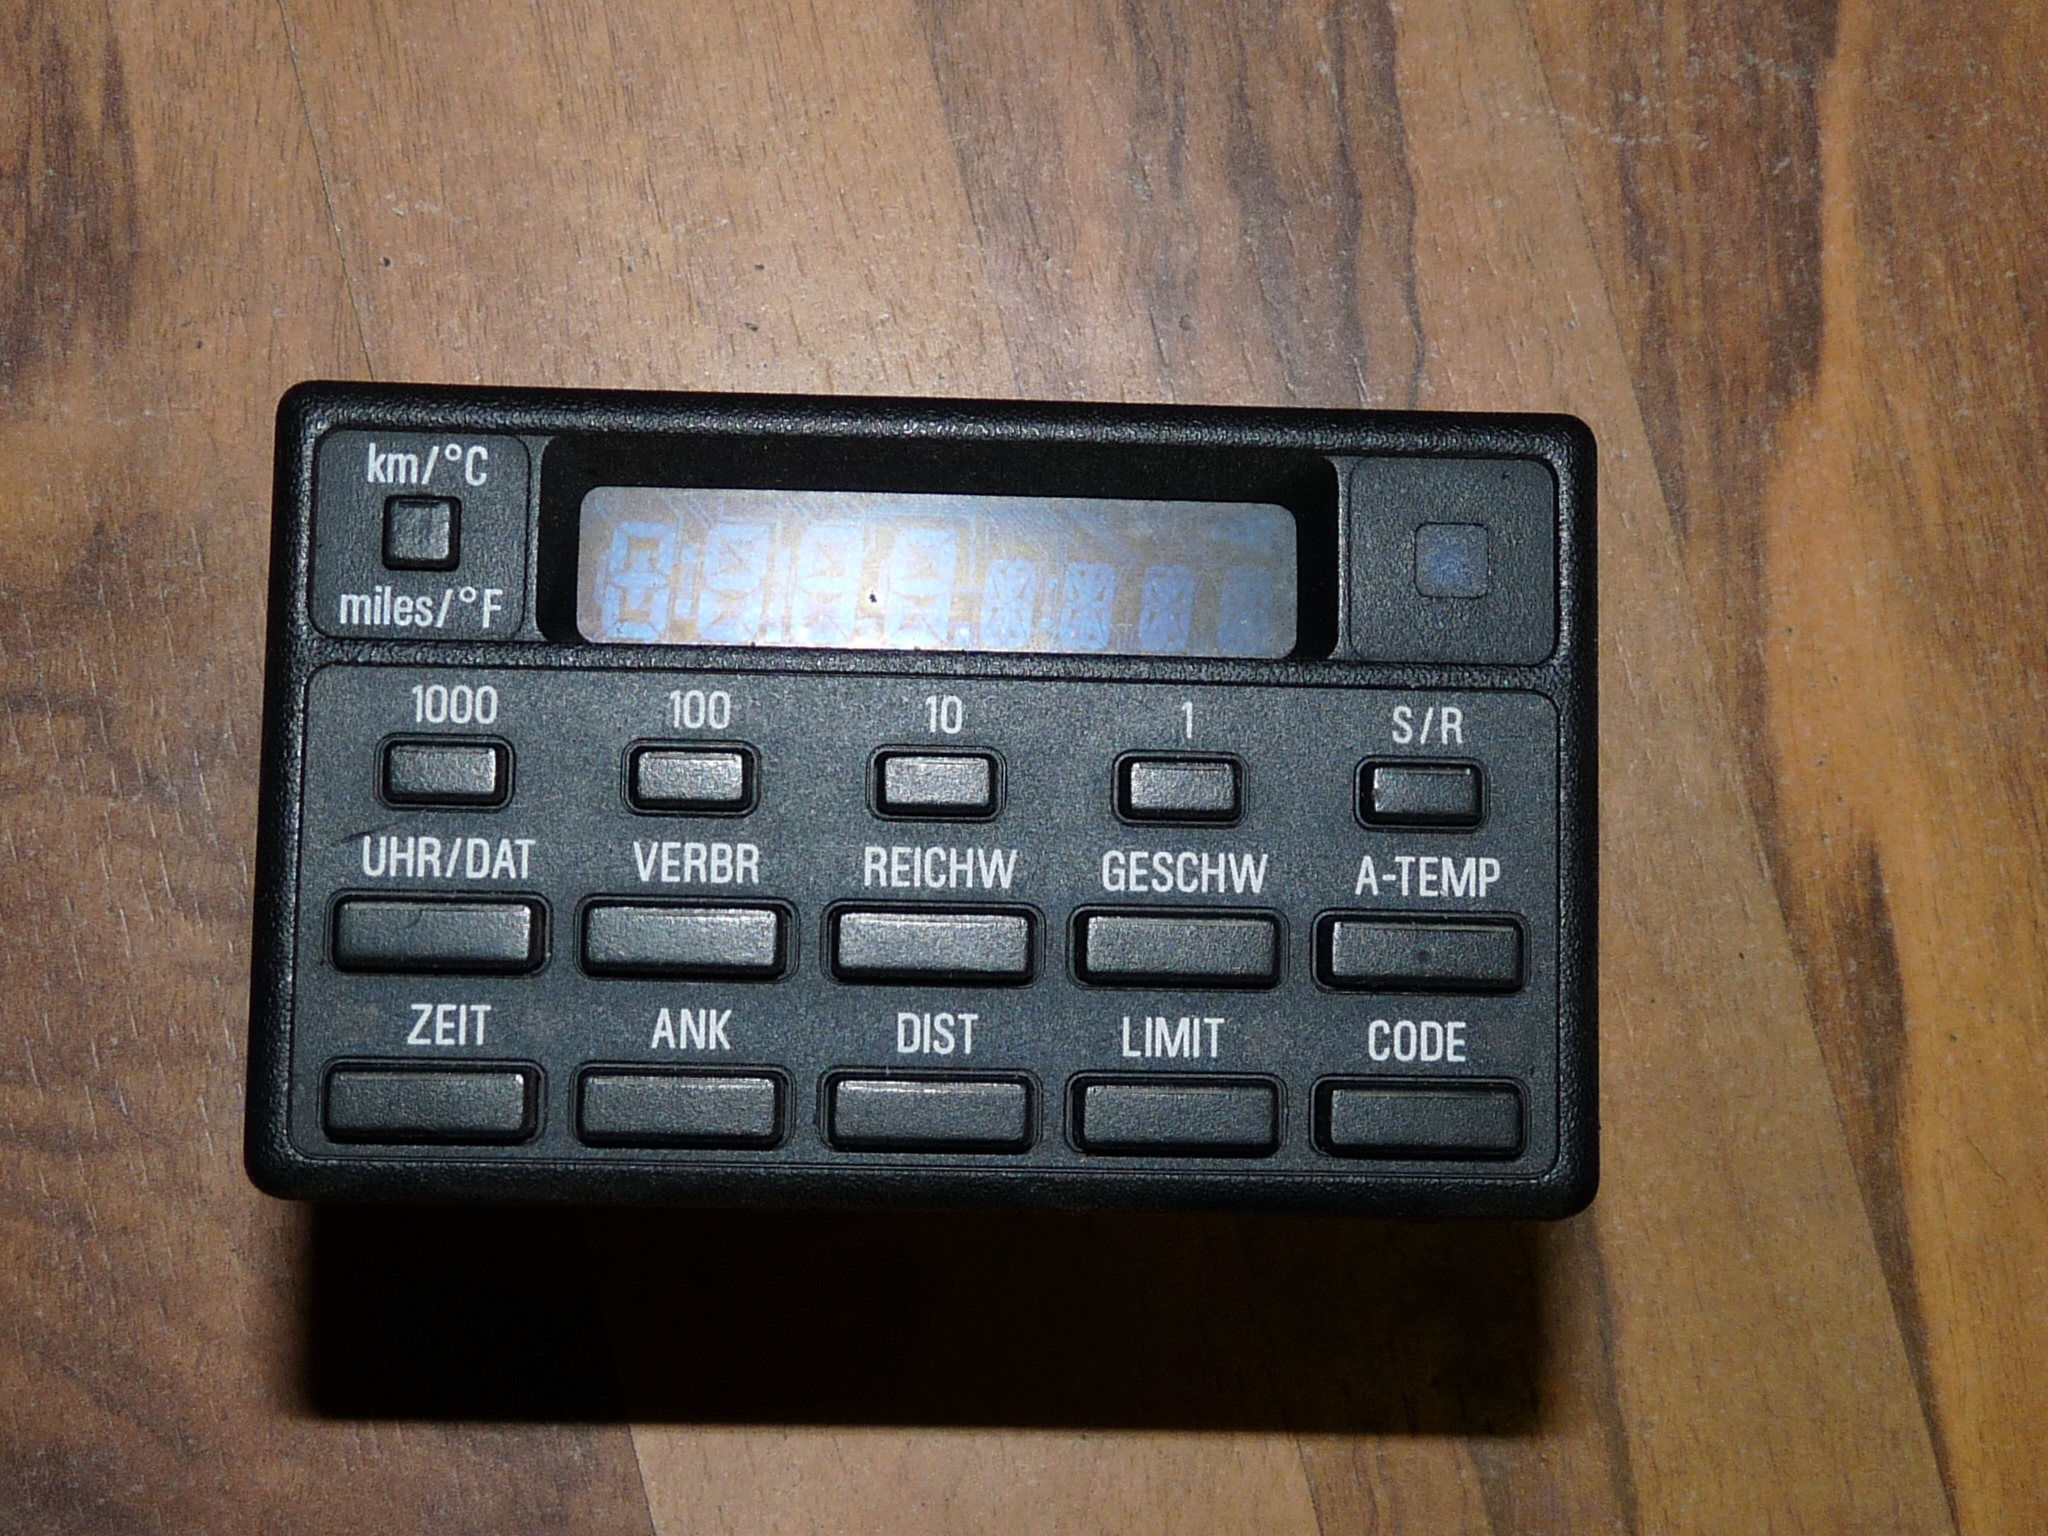 km/°C
miles/°F
1000 100 10 1 S/R
UHR/DAT VERBR REICHW GESCHW A-TEMP
ZEIT ANK DIST LIMIT CODE